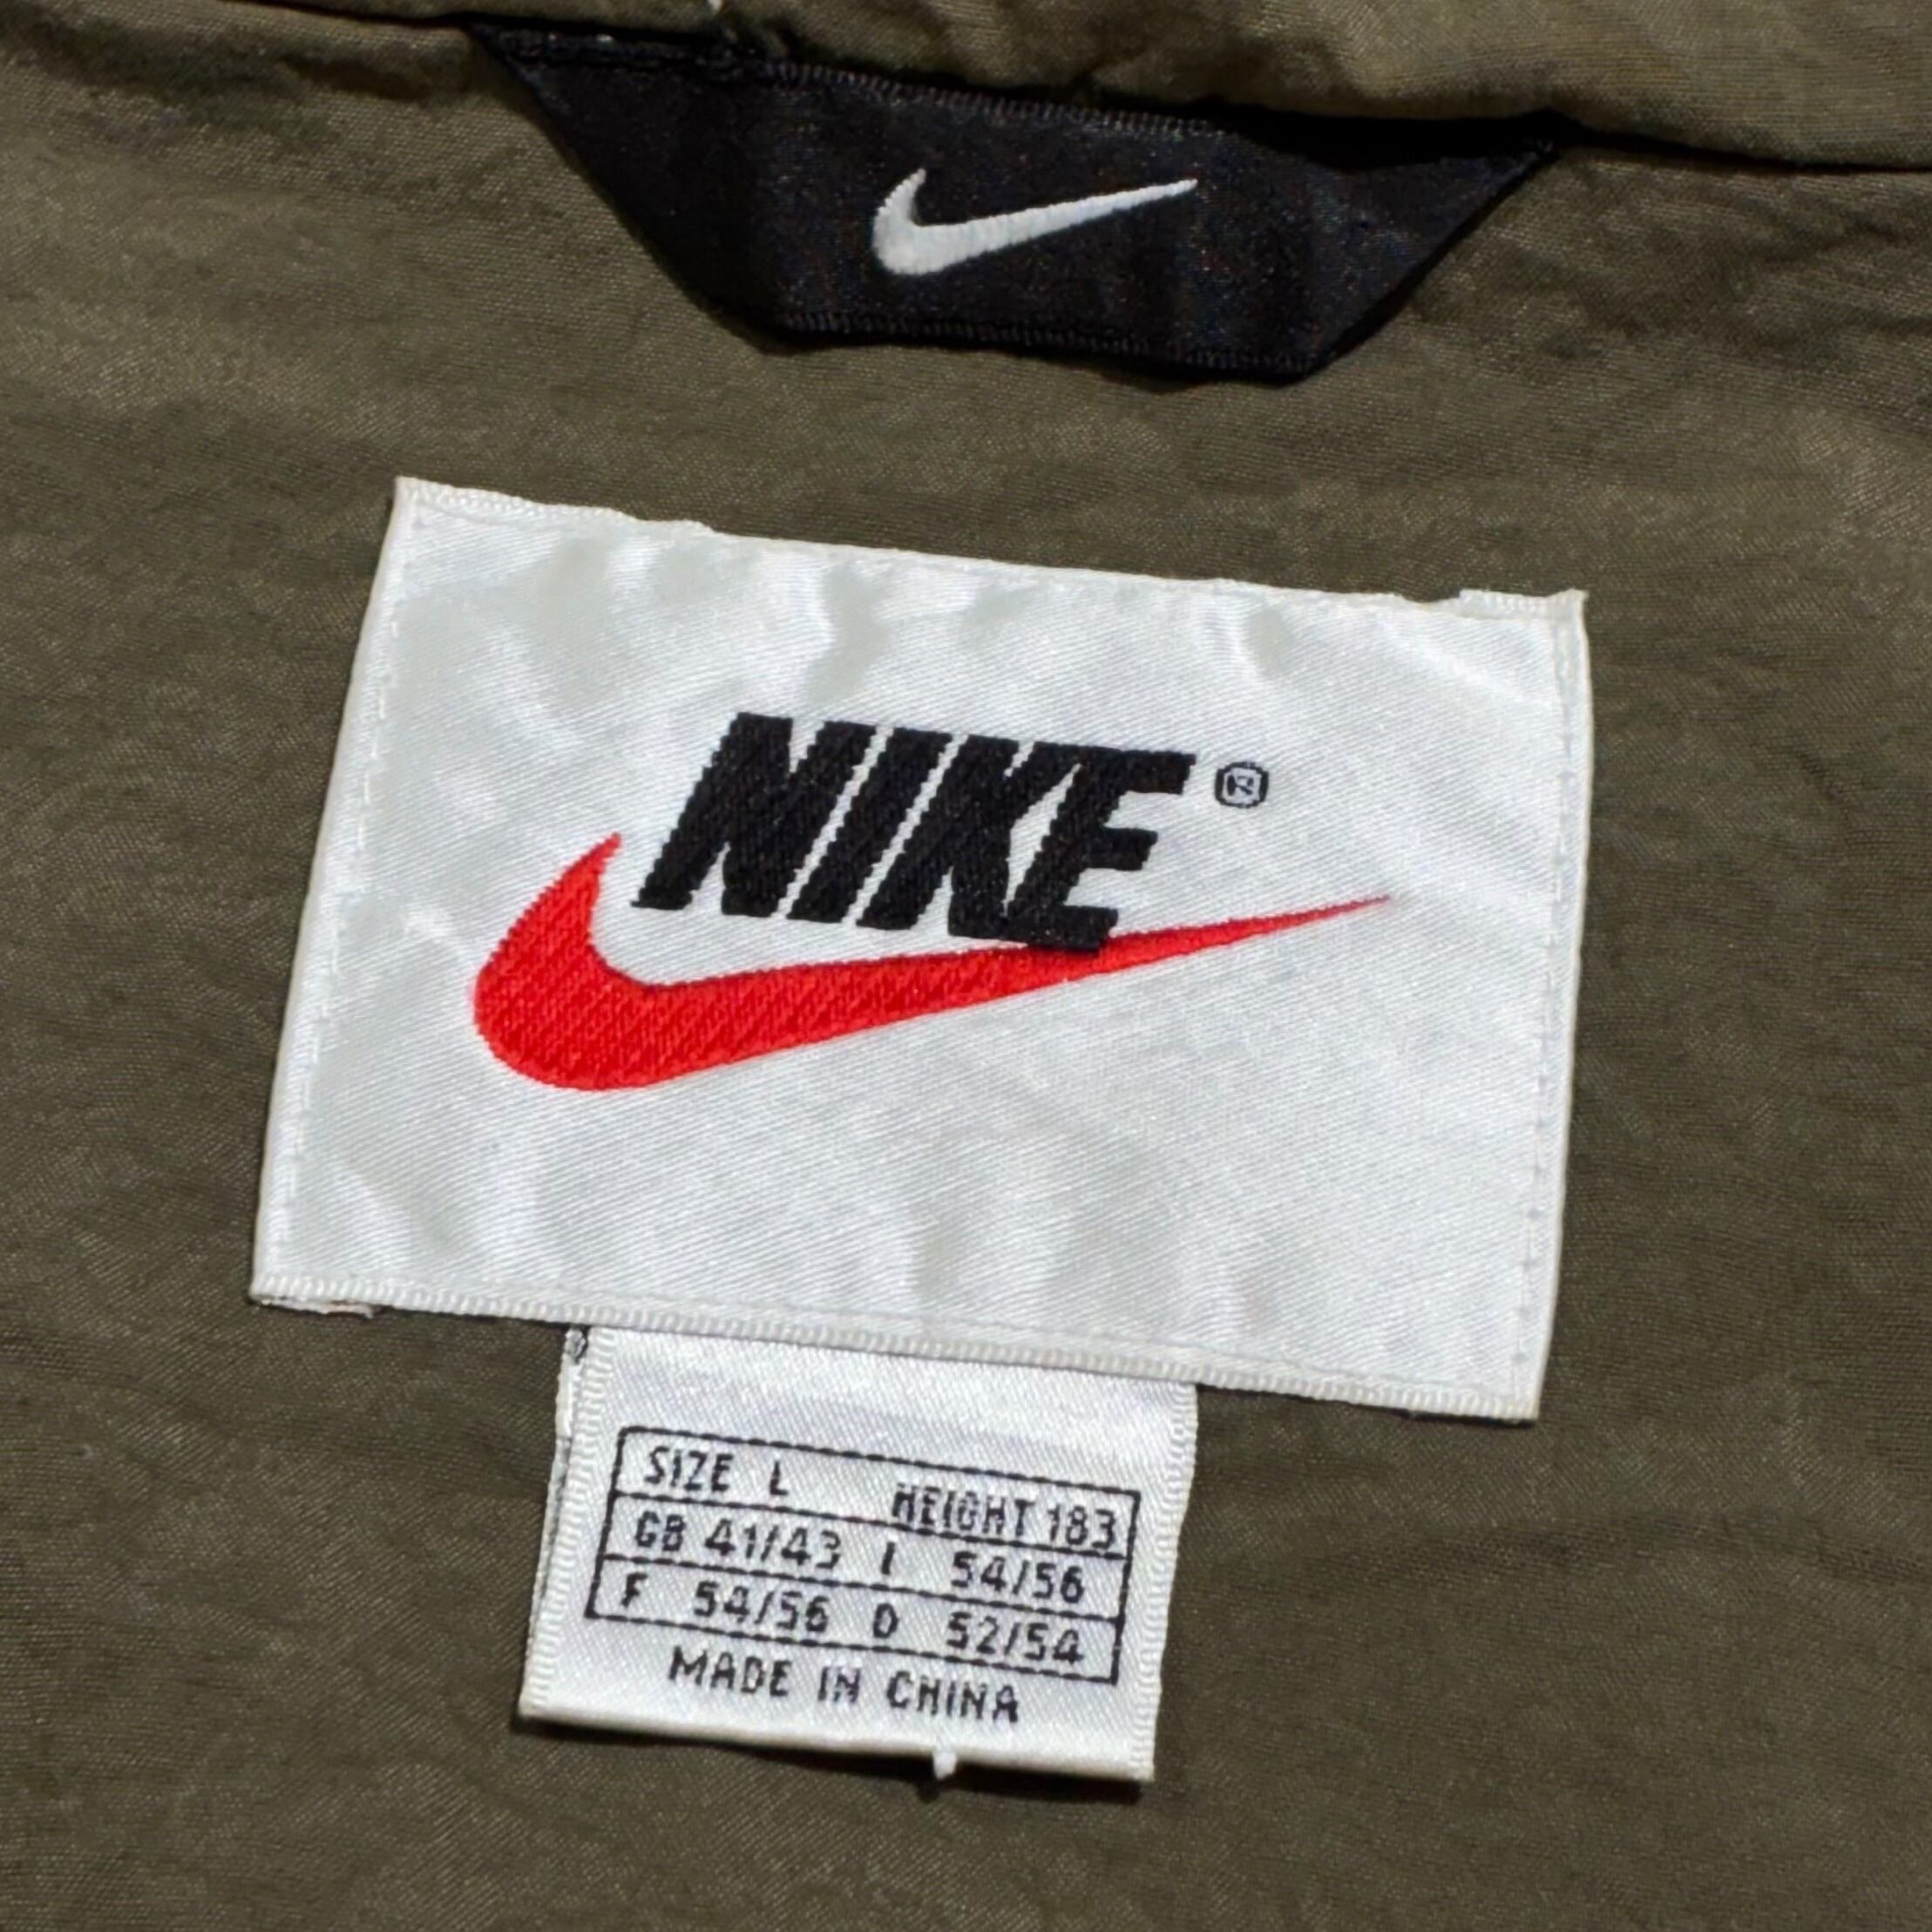 NIKE®
SIZE L HEIGHT 183
GB 41/43 I 54/56
F 54/56 D 52/54
MADE IN CHINA